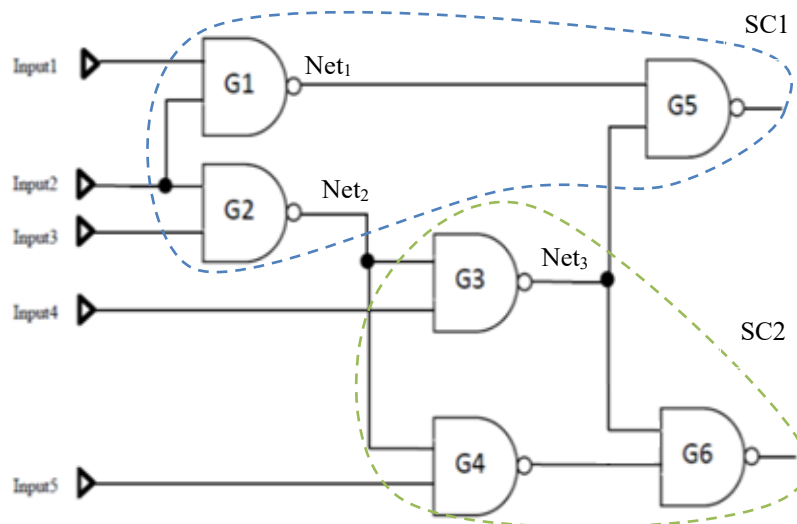 SC1
Input1
G1
Net1
G5
Input2
G2
Net2
Input3
G3
Net3
Input4
SC2
G4
G6
Input5